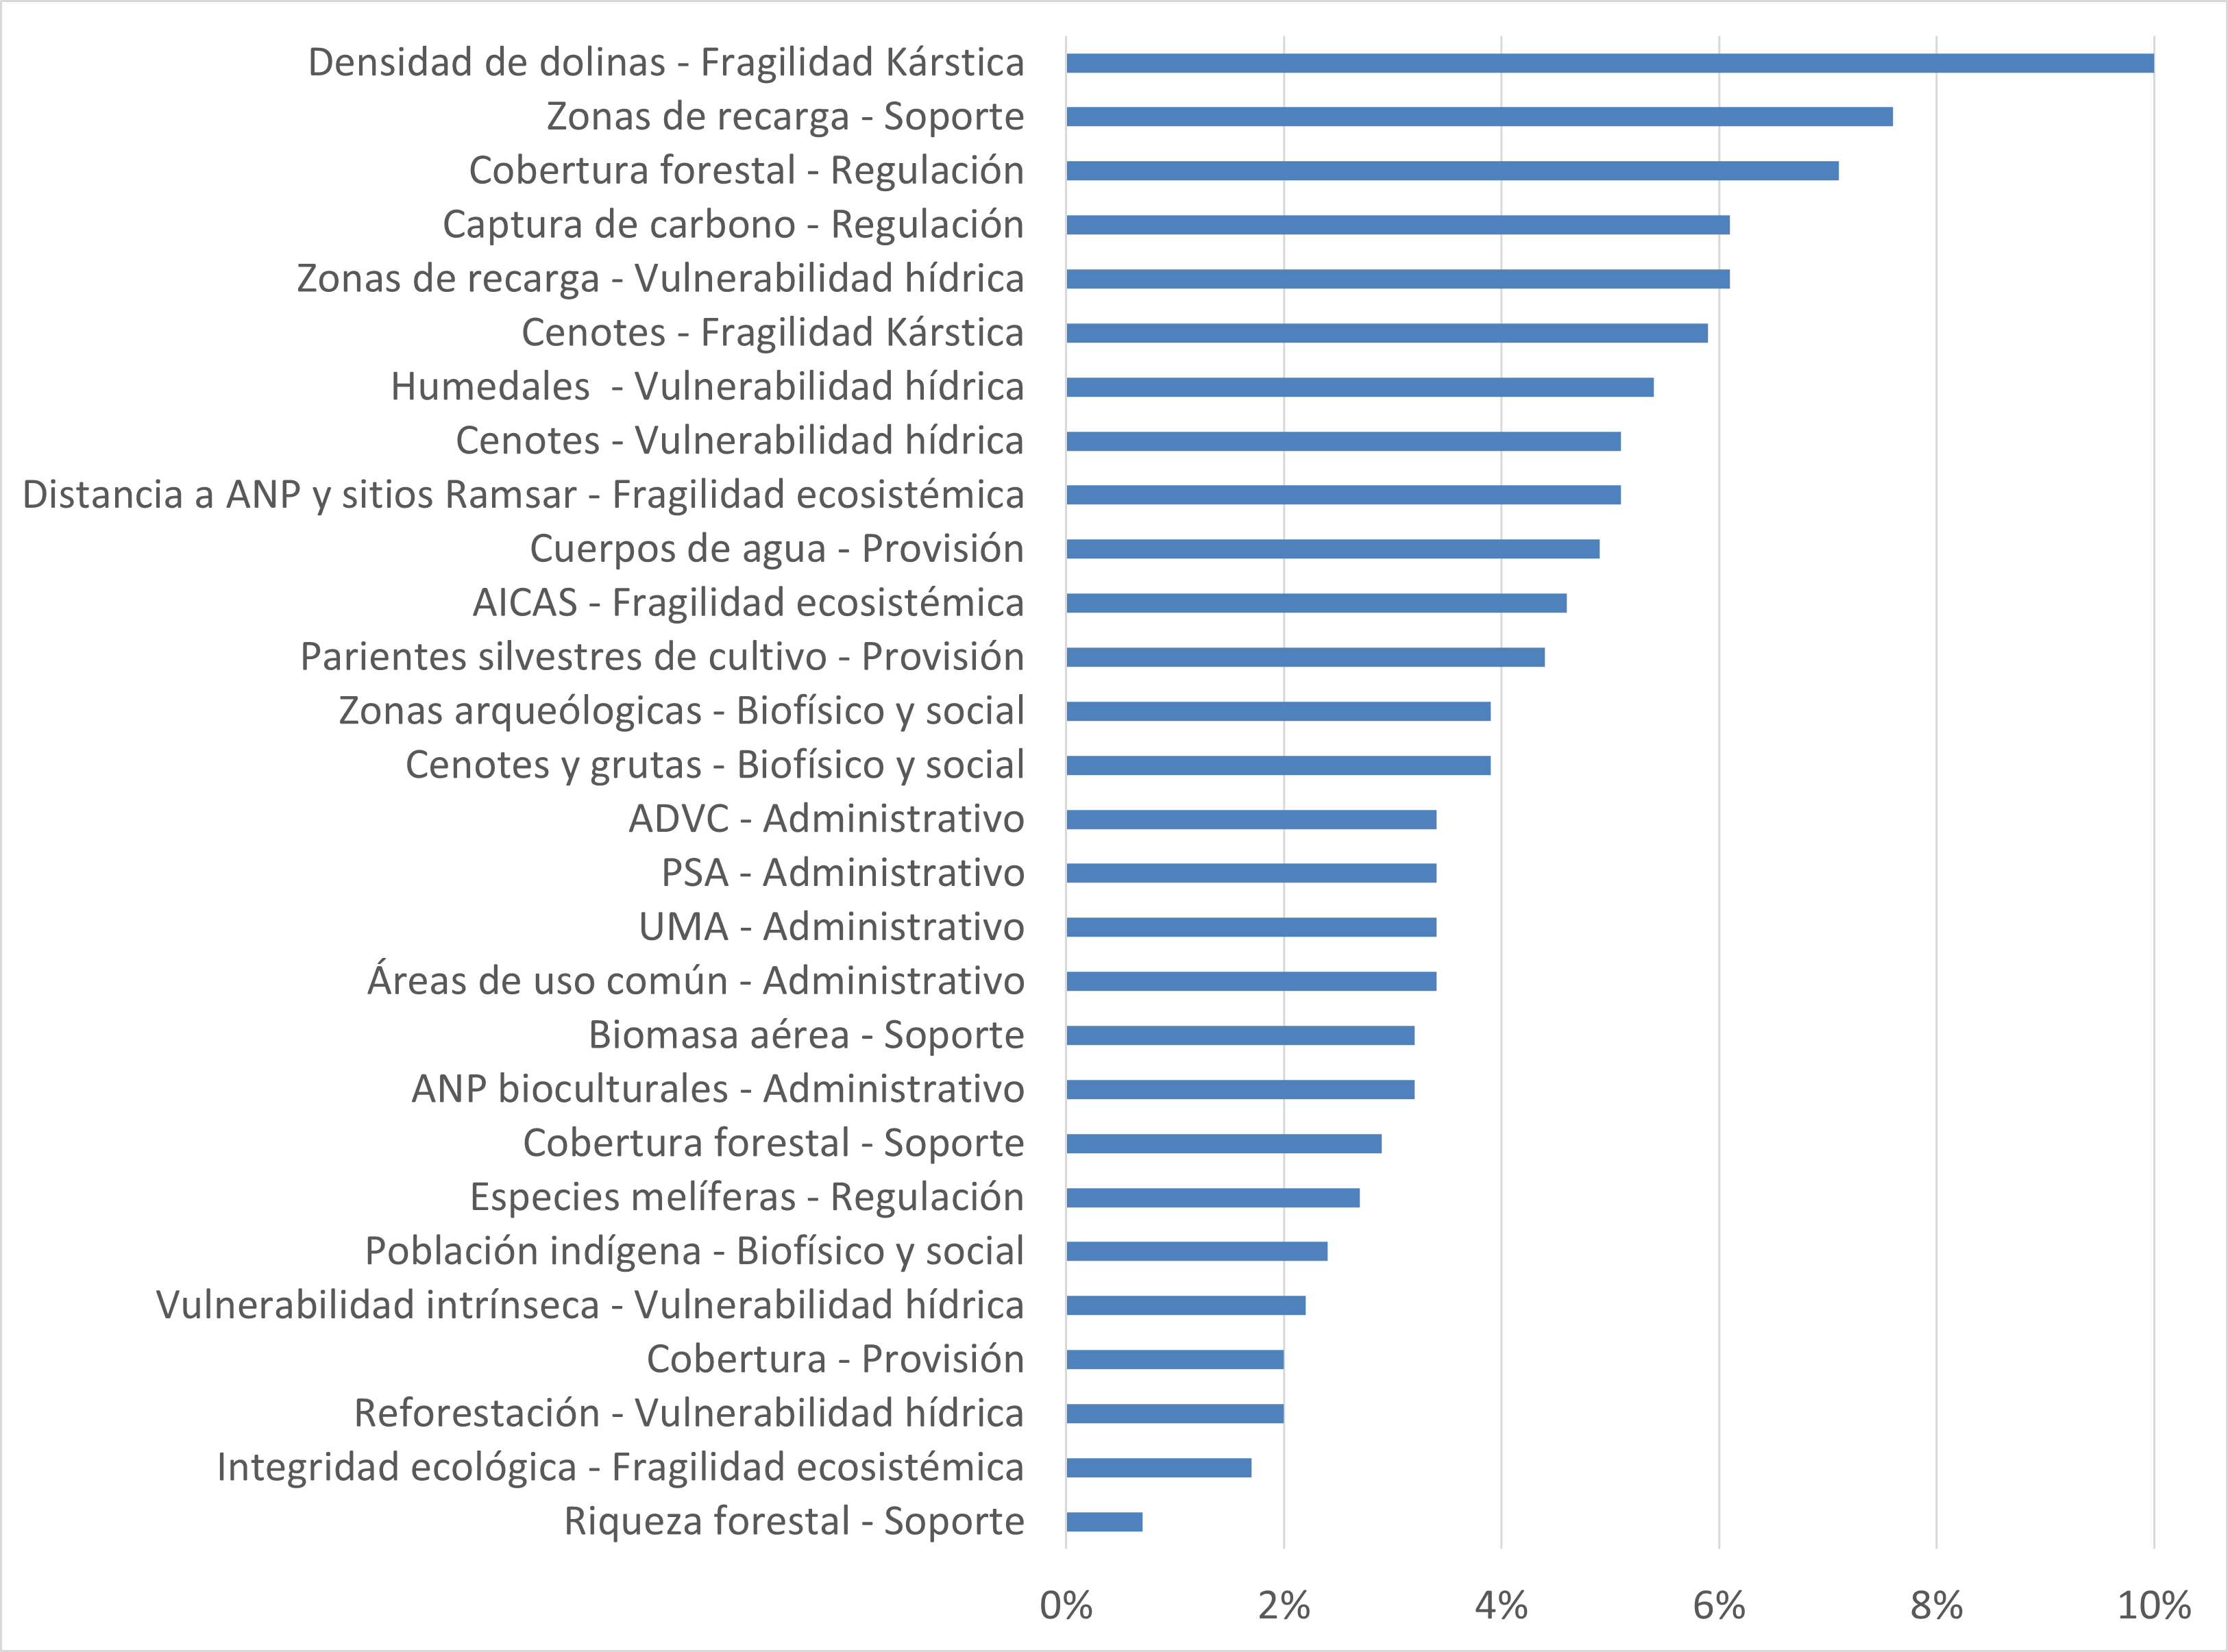 Densidad de dolinas - Fragilidad Kárstica
Zonas de recarga - Soporte
Cobertura forestal - Regulación
Captura de carbono - Regulación
Zonas de recarga - Vulnerabilidad hídrica
Cenotes - Fragilidad Kárstica
Humedales  - Vulnerabilidad hídrica
Cenotes - Vulnerabilidad hídrica
Distancia a ANP y sitios Ramsar - Fragilidad ecosistémica
Cuerpos de agua - Provisión
AICAS - Fragilidad ecosistémica
Parientes silvestres de cultivo - Provisión
Zonas arqueólogicas - Biofísico y social
Cenotes y grutas - Biofísico y social
ADVC - Administrativo
PSA - Administrativo
UMA - Administrativo
Áreas de uso común - Administrativo
Biomasa aérea - Soporte
ANP bioculturales - Administrativo
Cobertura forestal - Soporte
Especies melíferas - Regulación
Población indígena - Biofísico y social
Vulnerabilidad intrínseca - Vulnerabilidad hídrica
Cobertura - Provisión
Reforestación - Vulnerabilidad hídrica
Integridad ecológica - Fragilidad ecosistémica
Riqueza forestal - Soporte
0% 2% 4% 6% 8% 10%